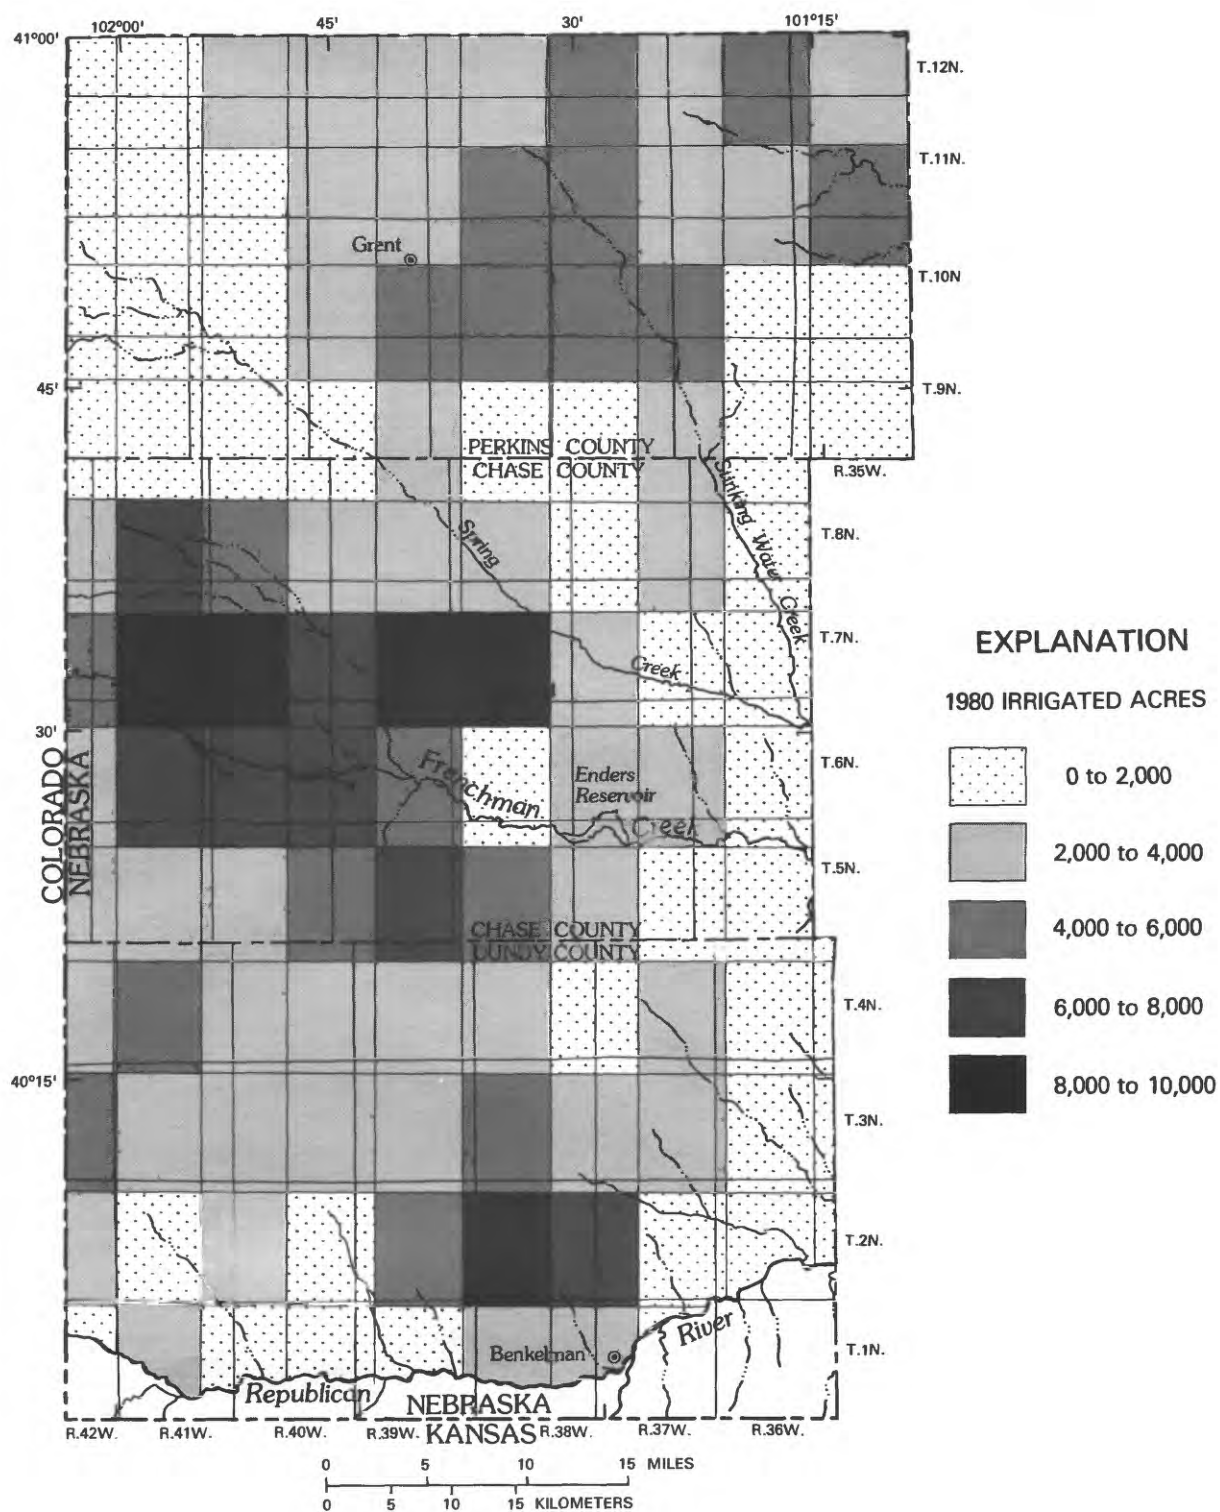 102°00' 45' 30' 101°15'
41°00'
T.12N.
T.11N.
Grent
T.10N
45'
T.9N.
PERKINS COUNTY
CHASE COUNTY
R.35W.
Spring
Creek
Stinking Water Creek
T.8N.
T.7N.
30'
COLORADO
NEBRASKA
Frenchman
Creek
Enders
Reservoir
T.6N.
T.5N.
CHASE COUNTY
DUNDY COUNTY
T.4N.
40°15'
T.3N.
T.2N.
T.1N.
Benkelman
Republican
River
NEBRASKA
KANSAS
R.42W. R.41W. R.40W. R.39W. R.38W. R.37W. R.36W.
0 5 10 15 MILES
0 5 10 15 KILOMETERS
EXPLANATION
1980 IRRIGATED ACRES
0 to 2,000
2,000 to 4,000
4,000 to 6,000
6,000 to 8,000
8,000 to 10,000